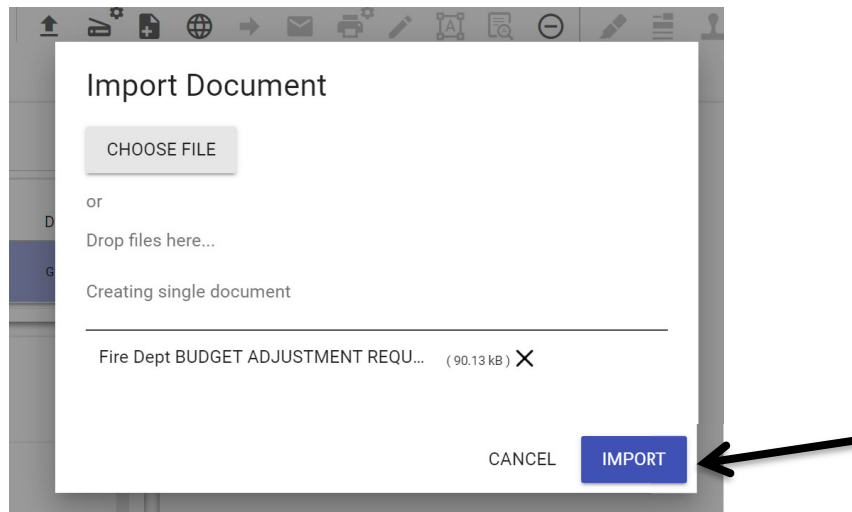 Import Document
CHOOSE FILE
or
Drop files here...
D
G
Creating single document
Fire Dept BUDGET ADJUSTMENT REQU... ( 90.13 kB )
CANCEL IMPORT